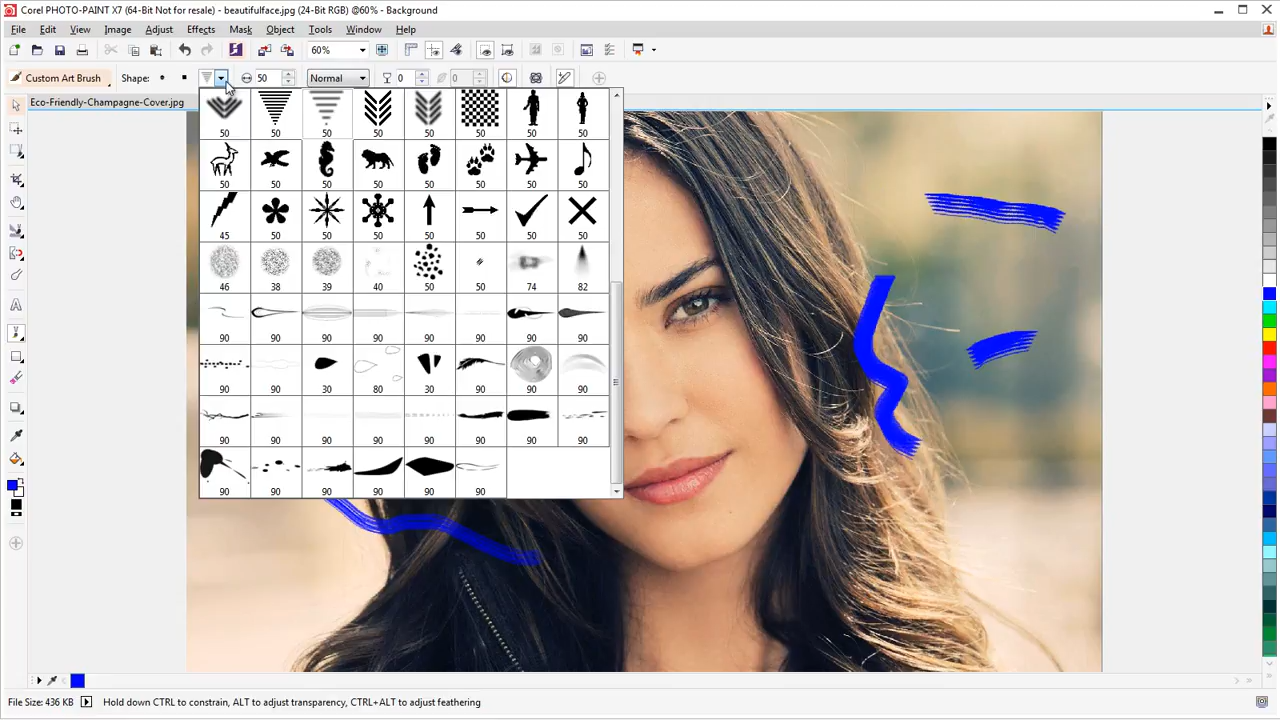 Corel PHOTO-PAINT X7 (64-Bit Not for resale) - beautifulface.jpg (24-Bit RGB) @60% - Background
File Edit View Image Adjust Effects Mask Object Tools Window Help
60%
Custom Art Brush Shape: 50 Normal 0 0
Eco-Friendly-Champagne-Cover.jpg
50 50 50 50 50 50 50 50
50 50 50 50 50 50 50 50
45 50 50 50 50 50 50 50
46 38 39 40 50 50 74 82
90 90 90 90 90 90 90 90
90 90 30 80 30 90 90 90
90 90 90 90 90 90 90 90
90 90 90 90 90 90
File Size: 436 KB Hold down CTRL to constrain, ALT to adjust transparency, CTRL+ALT to adjust feathering